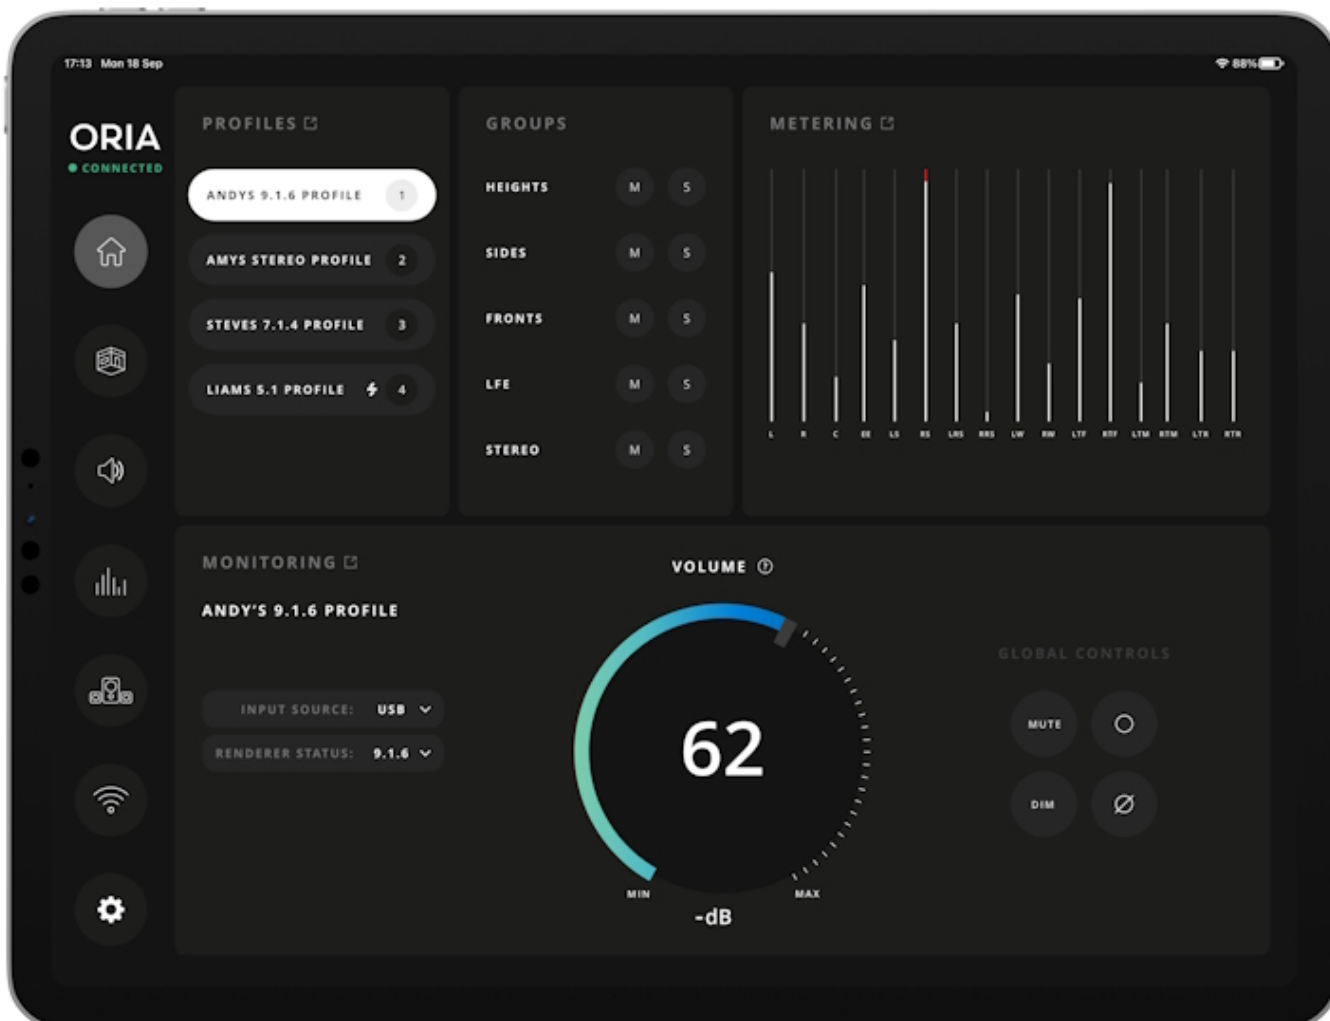 17:13 Mon 18 Sep
88%
ORIA
CONNECTED
PROFILES
ANDYS 9.1.6 PROFILE 1
AMYS STEREO PROFILE 2
STEVES 7.1.4 PROFILE 3
LIAMS 5.1 PROFILE 4
GROUPS
HEIGHTS M S
SIDES M S
FRONTS M S
LFE M S
STEREO M S
METERING
L R C EE LS RS LRS RRS LW RW LTF RTF LTM RTM LTR RTR
MONITORING
ANDY'S 9.1.6 PROFILE
INPUT SOURCE: USB
RENDERER STATUS: 9.1.6
VOLUME ?
62
MIN MAX
-dB
GLOBAL CONTROLS
MUTE
DIM